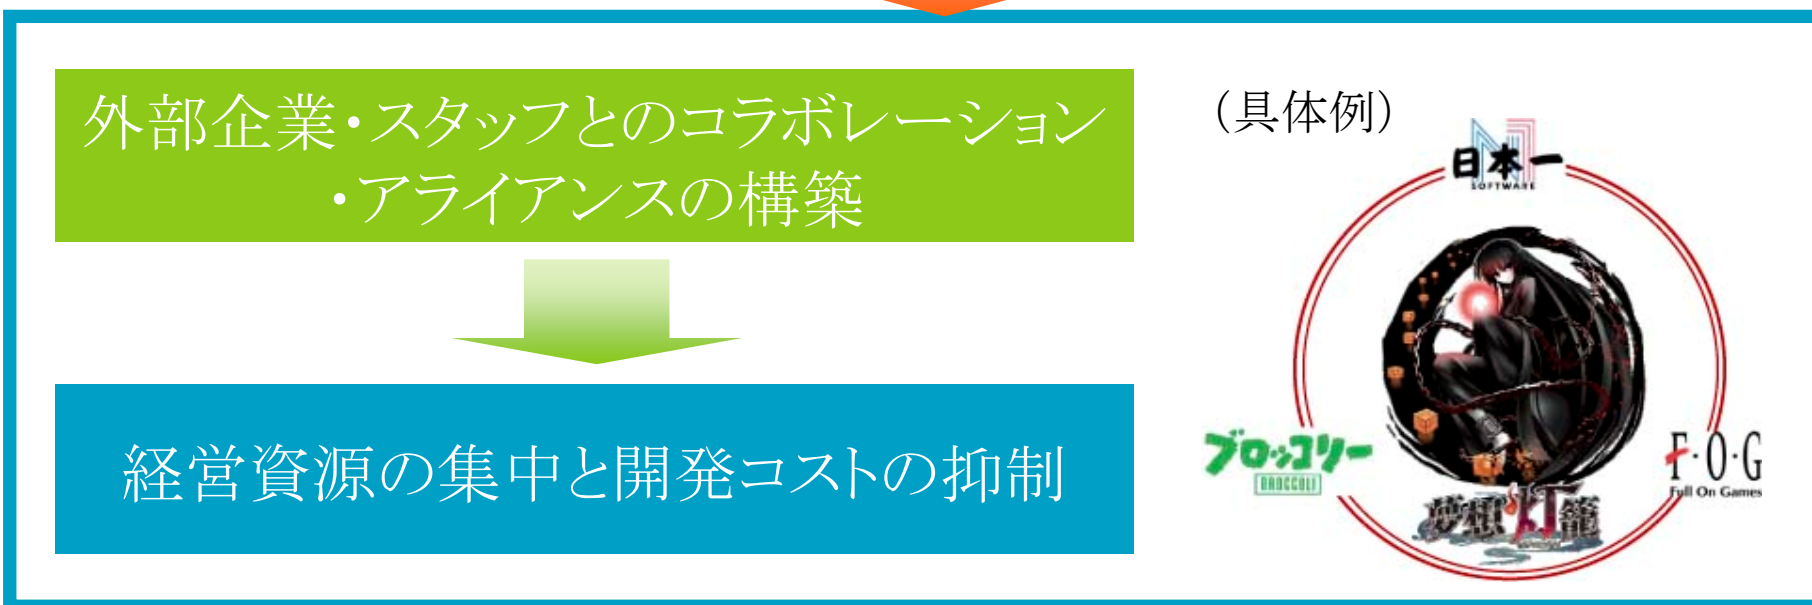 外部企業・スタッフとのコラボレーション
・アライアンスの構築
経営資源の集中と開発コストの抑制
(具体例)
日本一
SOFTWARE
ブロッコリー
BROCCOLI
F・O・G
Full On Games
夢想灯籠